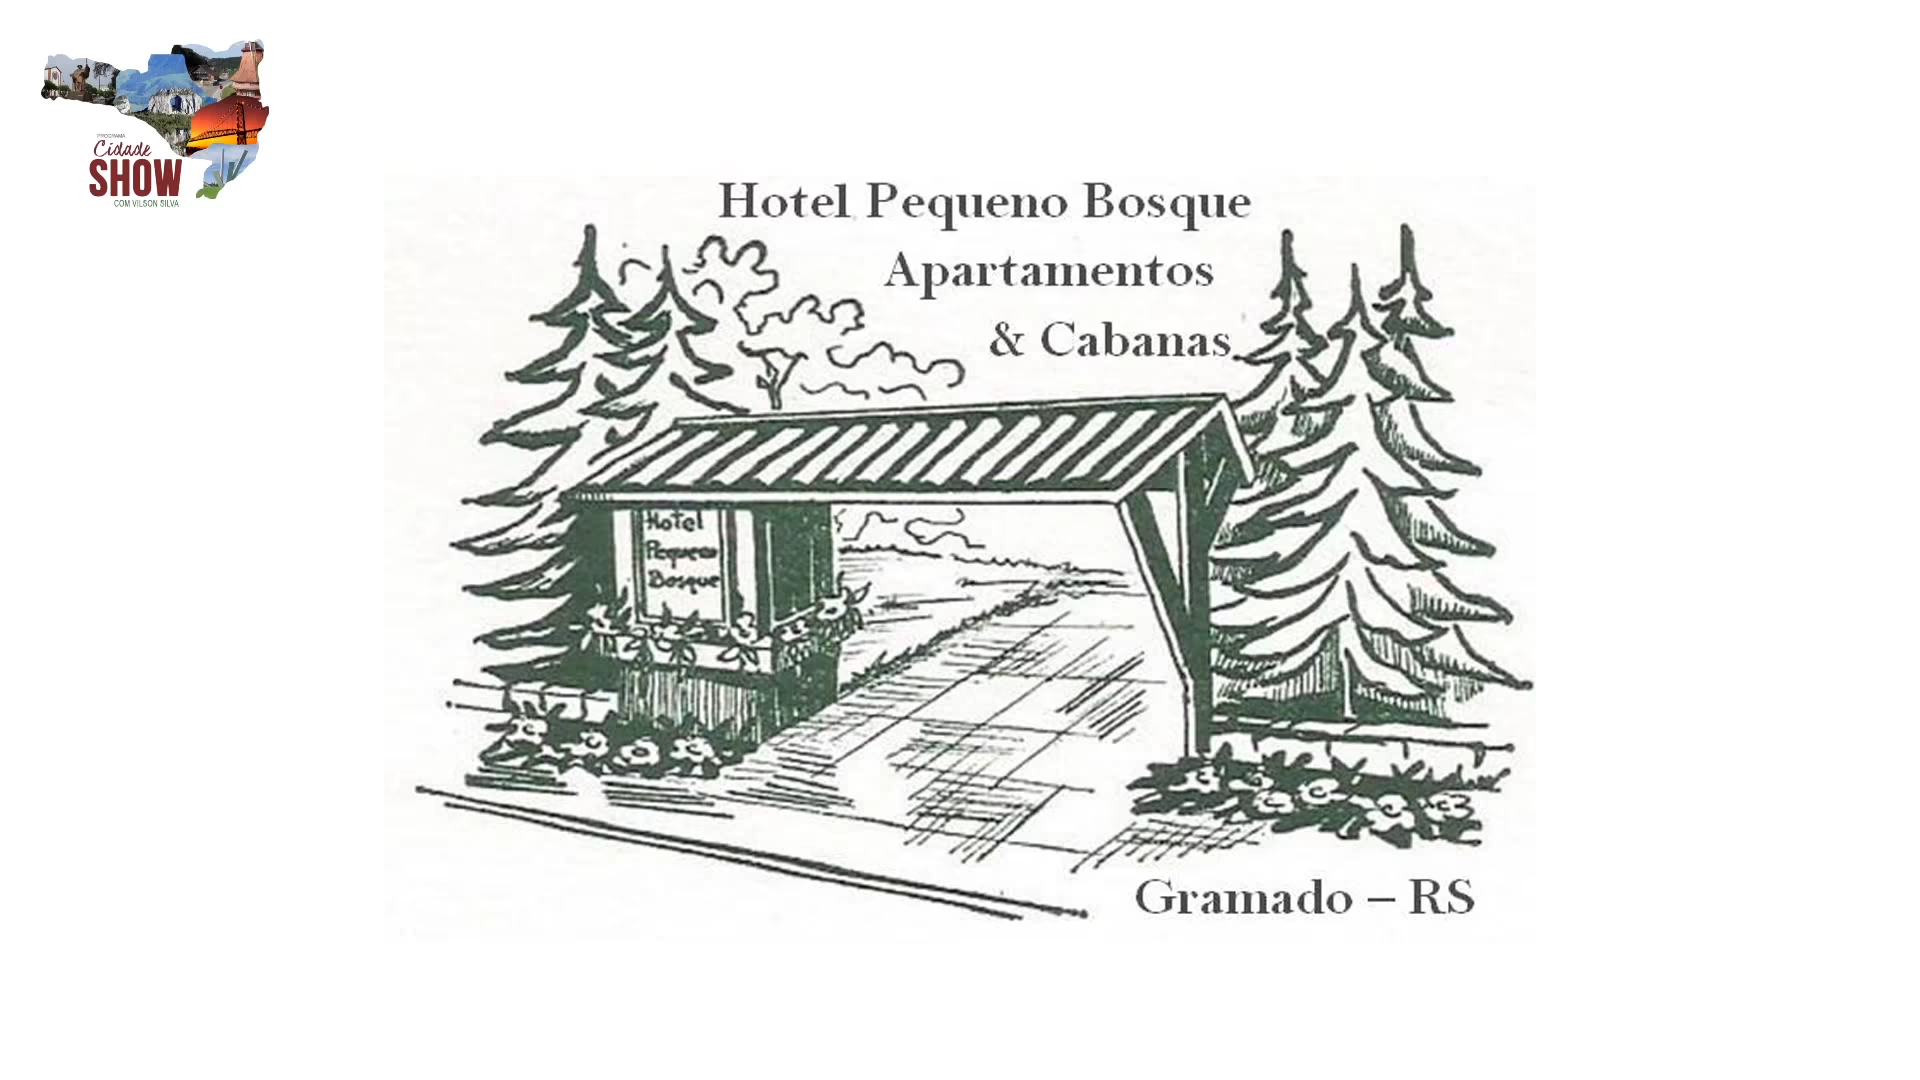 PROGRAMA
Cidade
SHOW
COM VILSON SILVA
Hotel Pequeno Bosque
Apartamentos
& Cabanas
Hotel
Pequeno
Bosque
Gramado – RS